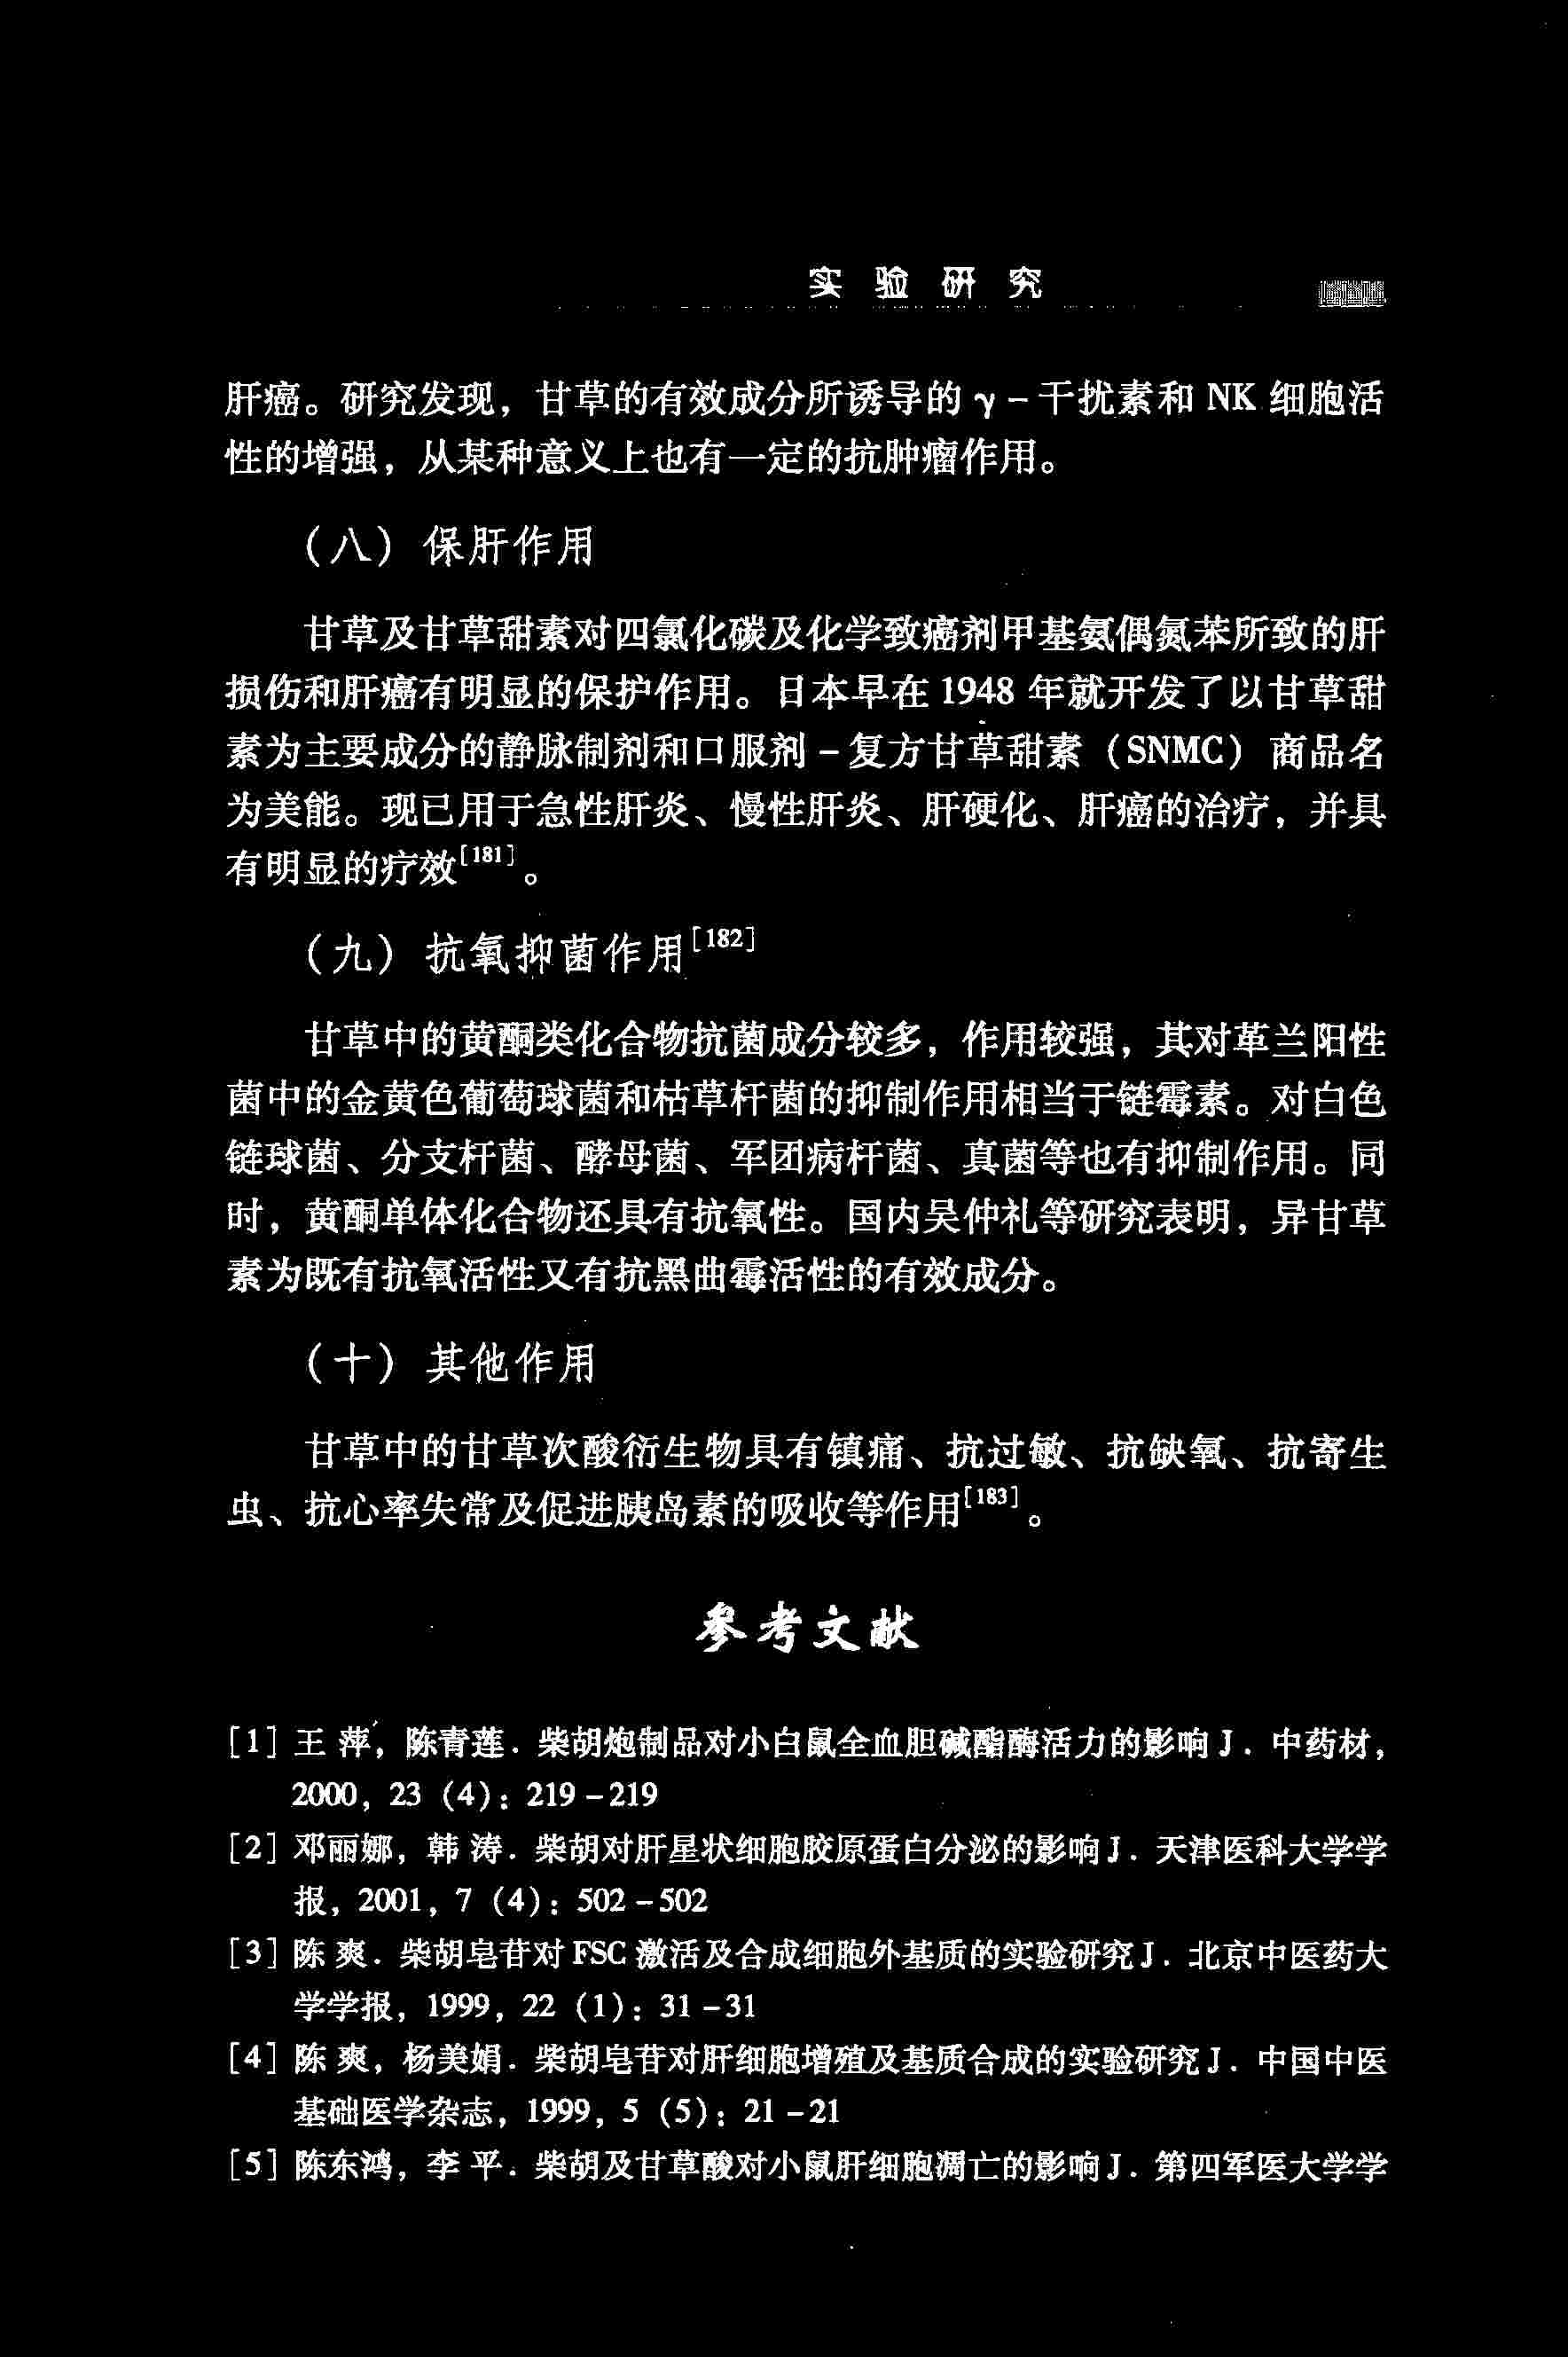 实验研究
肝癌。研究发现，甘草的有效成分所诱导的 γ－干扰素和 NK 细胞活
性的增强，从某种意义上也有一定的抗肿瘤作用。
（八）保肝作用
甘草及甘草甜素对四氯化碳及化学致癌剂甲基氨偶氮苯所致的肝
损伤和肝癌有明显的保护作用。日本早在 1948 年就开发了以甘草甜
素为主要成分的静脉制剂和口服剂－复方甘草甜素（SNMC）商品名
为美能。现已用于急性肝炎、慢性肝炎、肝硬化、肝癌的治疗，并具
有明显的疗效[181]。
（九）抗氧抑菌作用[182]
甘草中的黄酮类化合物抗菌成分较多，作用较强，其对革兰阳性
菌中的金黄色葡萄球菌和枯草杆菌的抑制作用相当于链霉素。对白色
链球菌、分支杆菌、酵母菌、军团病杆菌、真菌等也有抑制作用。同
时，黄酮单体化合物还具有抗氧性。国内吴仲礼等研究表明，异甘草
素为既有抗氧活性又有抗黑曲霉活性的有效成分。
（十）其他作用
甘草中的甘草次酸衍生物具有镇痛、抗过敏、抗缺氧、抗寄生
虫、抗心率失常及促进胰岛素的吸收等作用[183]。
参考文献
[1] 王 萍，陈青莲．柴胡炮制品对小白鼠全血胆碱酯酶活力的影响 J．中药材，
2000，23（4）：219－219
[2] 邓丽娜，韩 涛．柴胡对肝星状细胞胶原蛋白分泌的影响 J．天津医科大学学
报，2001，7（4）：502－502
[3] 陈 爽．柴胡皂苷对 FSC 激活及合成细胞外基质的实验研究 J．北京中医药大
学学报，1999，22（1）：31－31
[4] 陈 爽，杨美娟．柴胡皂苷对肝细胞增殖及基质合成的实验研究 J．中国中医
基础医学杂志，1999，5（5）：21－21
[5] 陈东鸿，李 平．柴胡及甘草酸对小鼠肝细胞凋亡的影响 J．第四军医大学学